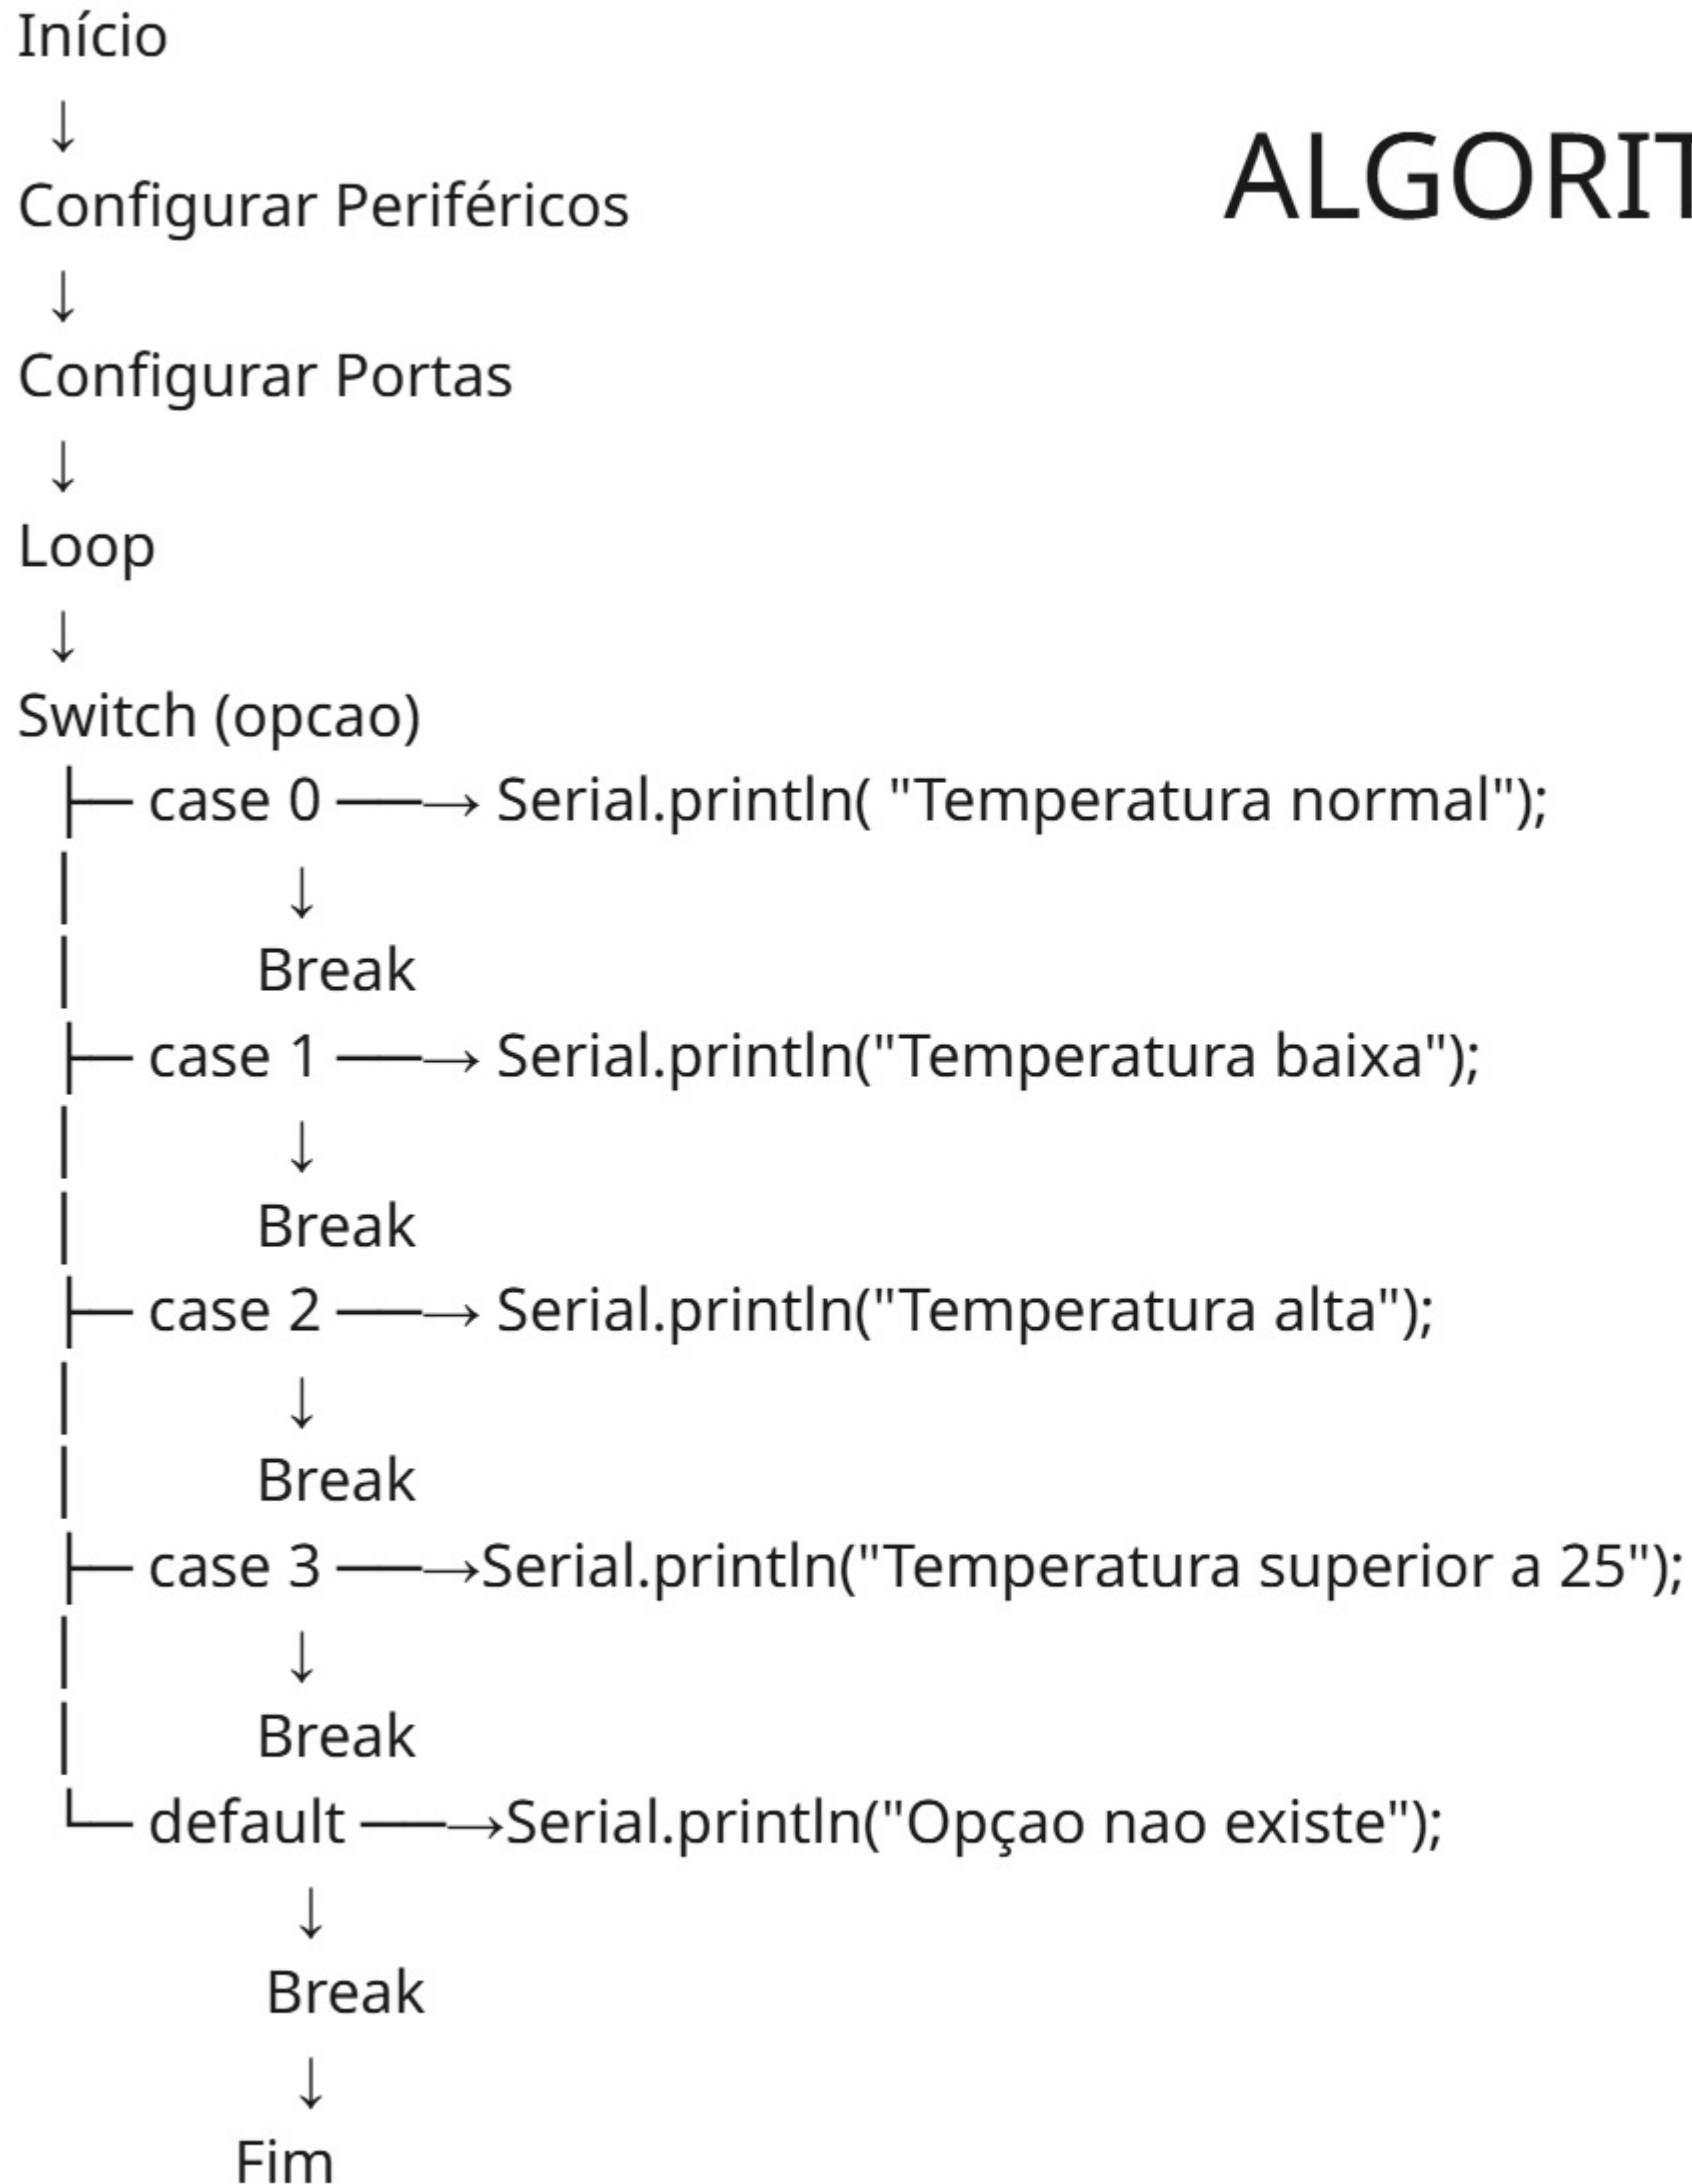 Início
↓
ALGORIT
Configurar Periféricos
↓
Configurar Portas
↓
Loop
↓
Switch (opcao)
├─ case 0 ──→ Serial.println( "Temperatura normal");
│ ↓
│ Break
├─ case 1 ──→ Serial.println("Temperatura baixa");
│ ↓
│ Break
├─ case 2 ──→ Serial.println("Temperatura alta");
│ ↓
│ Break
├─ case 3 ──→Serial.println("Temperatura superior a 25");
│ ↓
│ Break
└─ default ──→Serial.println("Opçao nao existe");
↓
Break
↓
Fim